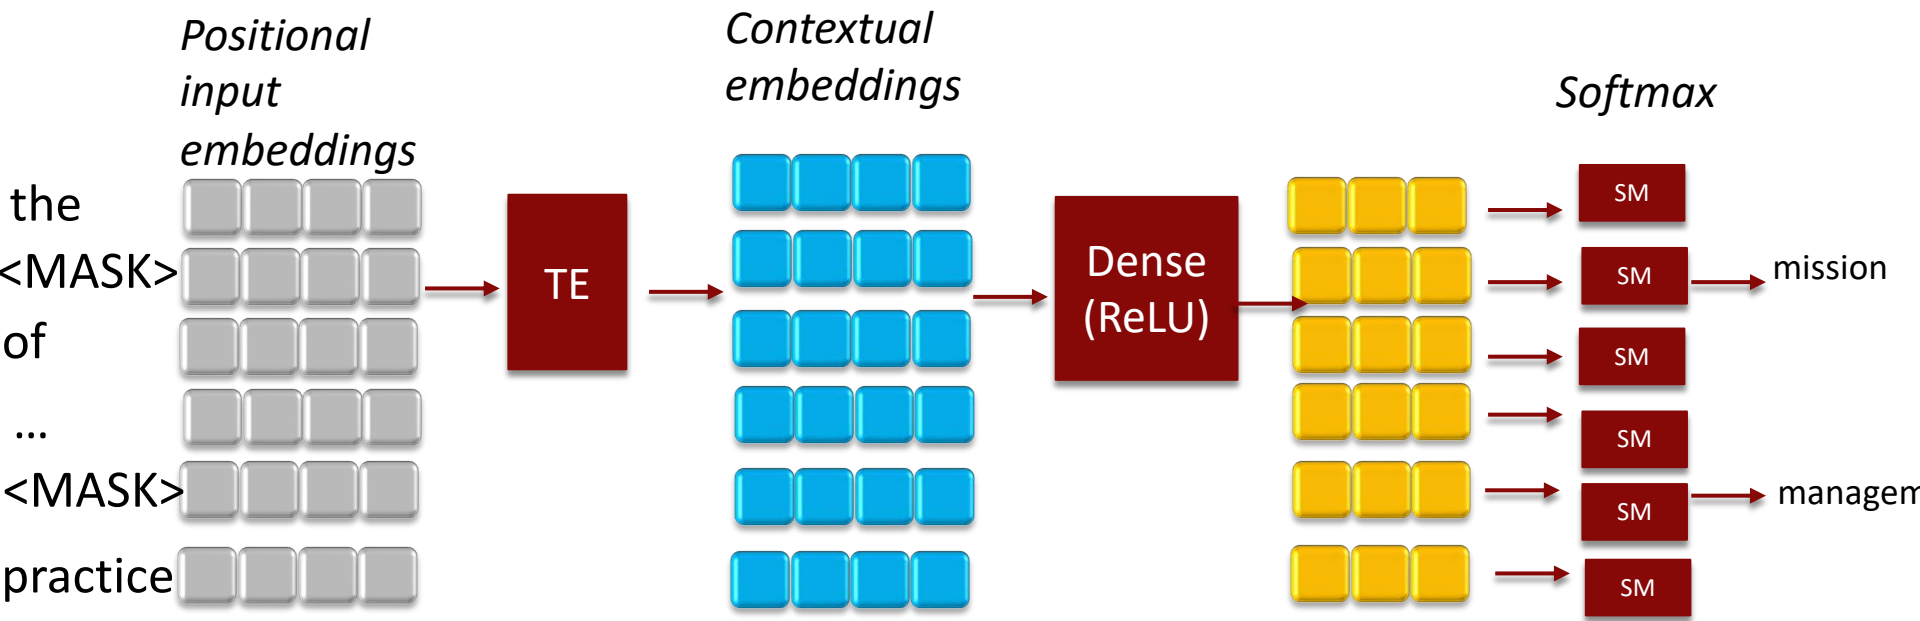 Positional
input
embeddings
Contextual
embeddings
Softmax
the
<MASK>
of
...
<MASK>
practice
TE
Dense
(ReLU)
SM
SM
mission
SM
SM
SM
managem
SM